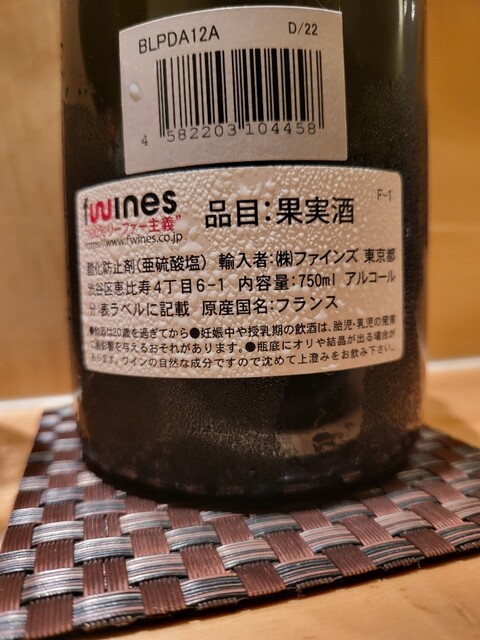 BLPDA12A D/22
4 582203 104458
fwines
"リーファー主義"
http://www.fwines.co.jp
品目:果実酒
F-1
酸化防止剤(亜硫酸塩) 輸入者:㈱ファインズ 東京都
渋谷区恵比寿4丁目6-1 内容量:750ml アルコール
分/表ラベルに記載 原産国名:フランス
●飲酒は20歳を過ぎてから●妊娠中や授乳期の飲酒は、胎児・乳児の発育
に悪影響を与えるおそれがあります。●瓶底にオリや結晶が出る場合が
あります。ワインの自然な成分ですので沈めて上澄みをお飲み下さい。